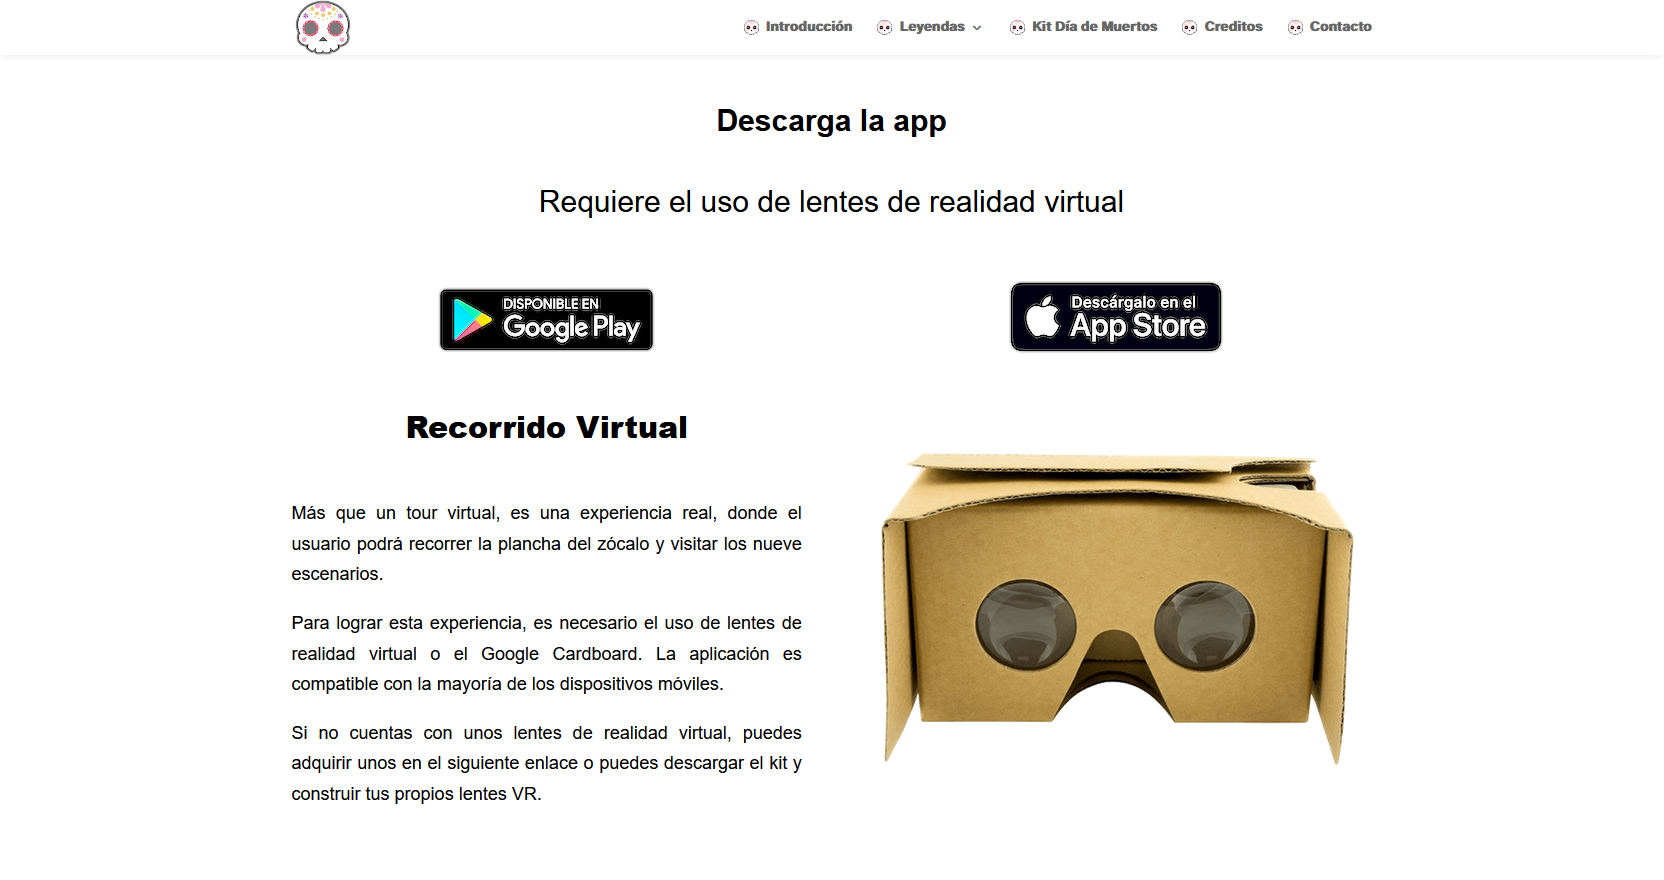 Introducción Leyendas Kit Día de Muertos Creditos Contacto
Descarga la app
Requiere el uso de lentes de realidad virtual
DISPONIBLE EN
Google Play
Descárgalo en el
App Store
Recorrido Virtual
Más que un tour virtual, es una experiencia real, donde el
usuario podrá recorrer la plancha del zócalo y visitar los nueve
escenarios.
Para lograr esta experiencia, es necesario el uso de lentes de
realidad virtual o el Google Cardboard. La aplicación es
compatible con la mayoría de los dispositivos móviles.
Si no cuentas con unos lentes de realidad virtual, puedes
adquirir unos en el siguiente enlace o puedes descargar el kit y
construir tus propios lentes VR.